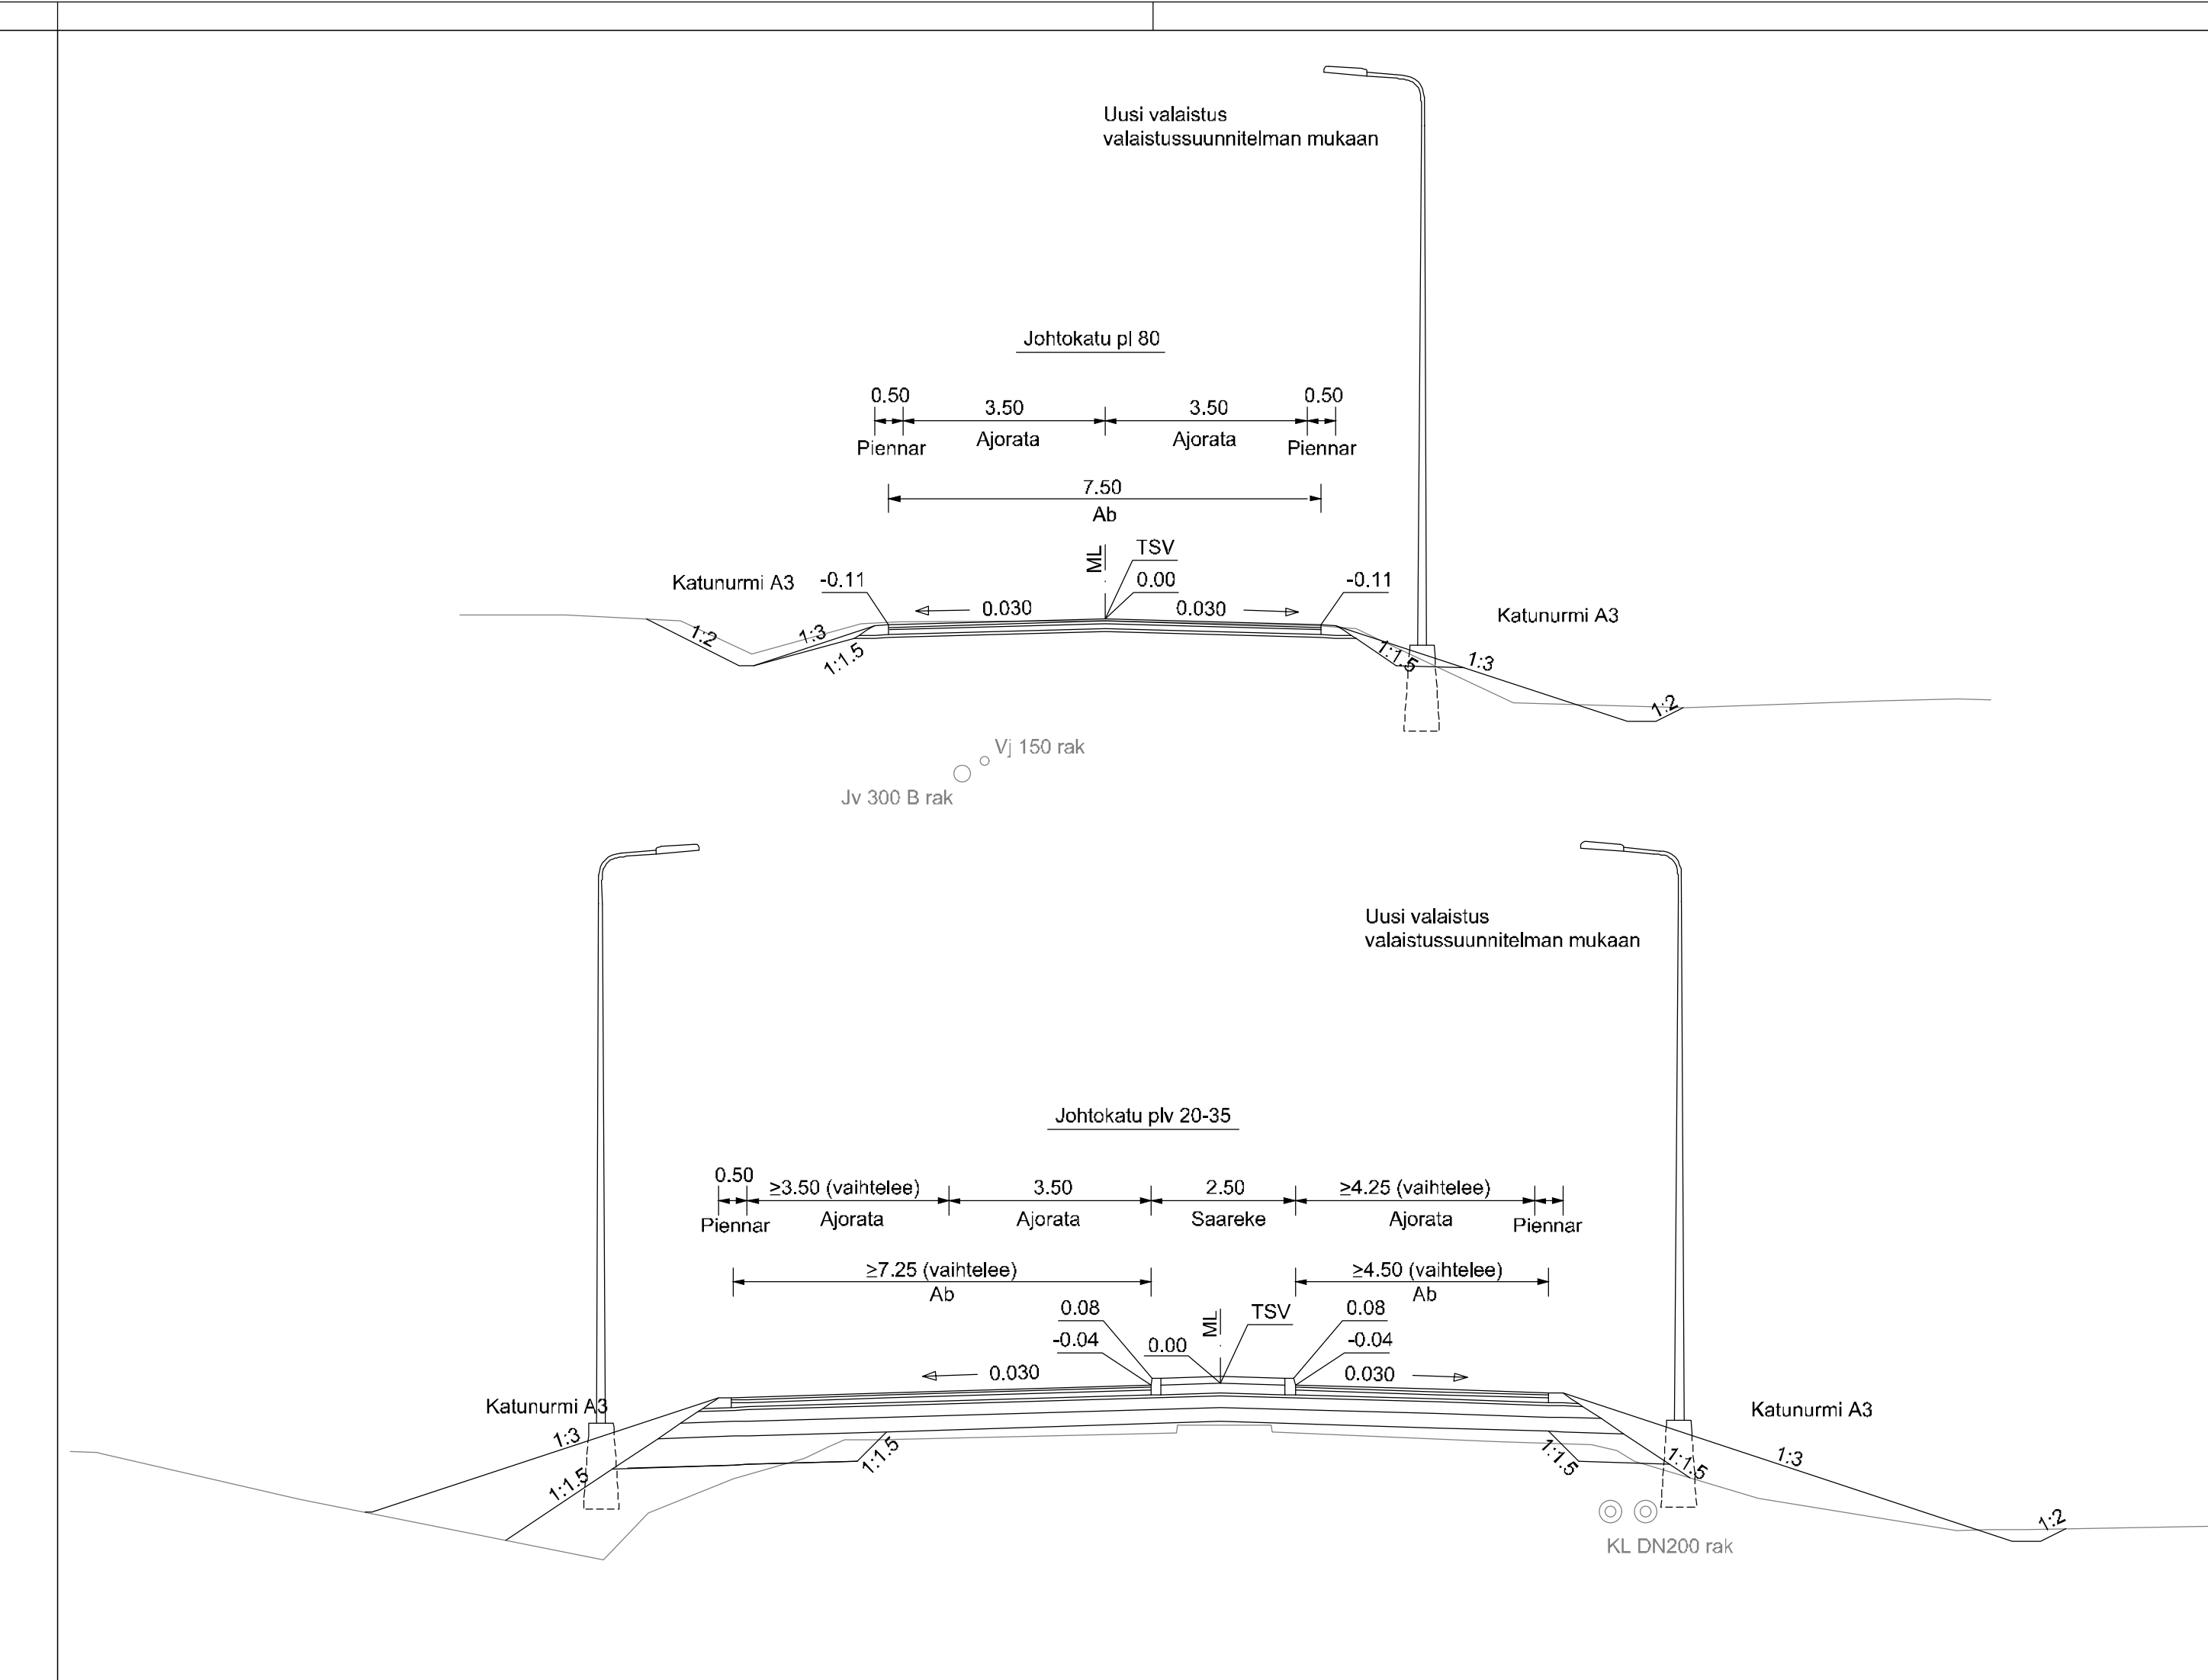 Uusi valaistus
valaistussuunnitelman mukaan
Johtokatu pl 80
0.50 3.50 3.50 0.50
Piennar Ajorata Ajorata Piennar
7.50
Ab
ML TSV
Katunurmi A3 -0.11 0.00 -0.11
0.030 0.030 Katunurmi A3
1:2 1:3 1:1.5 1:1.5 1:3 1:2
Vj 150 rak
Jv 300 B rak
Uusi valaistus
valaistussuunnitelman mukaan
Johtokatu plv 20-35
0.50 ≥3.50 (vaihtelee) 3.50 2.50 ≥4.25 (vaihtelee)
Piennar Ajorata Ajorata Saareke Ajorata Piennar
≥7.25 (vaihtelee) ≥4.50 (vaihtelee)
Ab Ab
0.08 ML TSV 0.08
-0.04 0.00 -0.04
0.030 0.030
Katunurmi A3 Katunurmi A3
1:3 1:1.5 1:1.5 1:1.5 1:1.5 1:3 1:2
KL DN200 rak